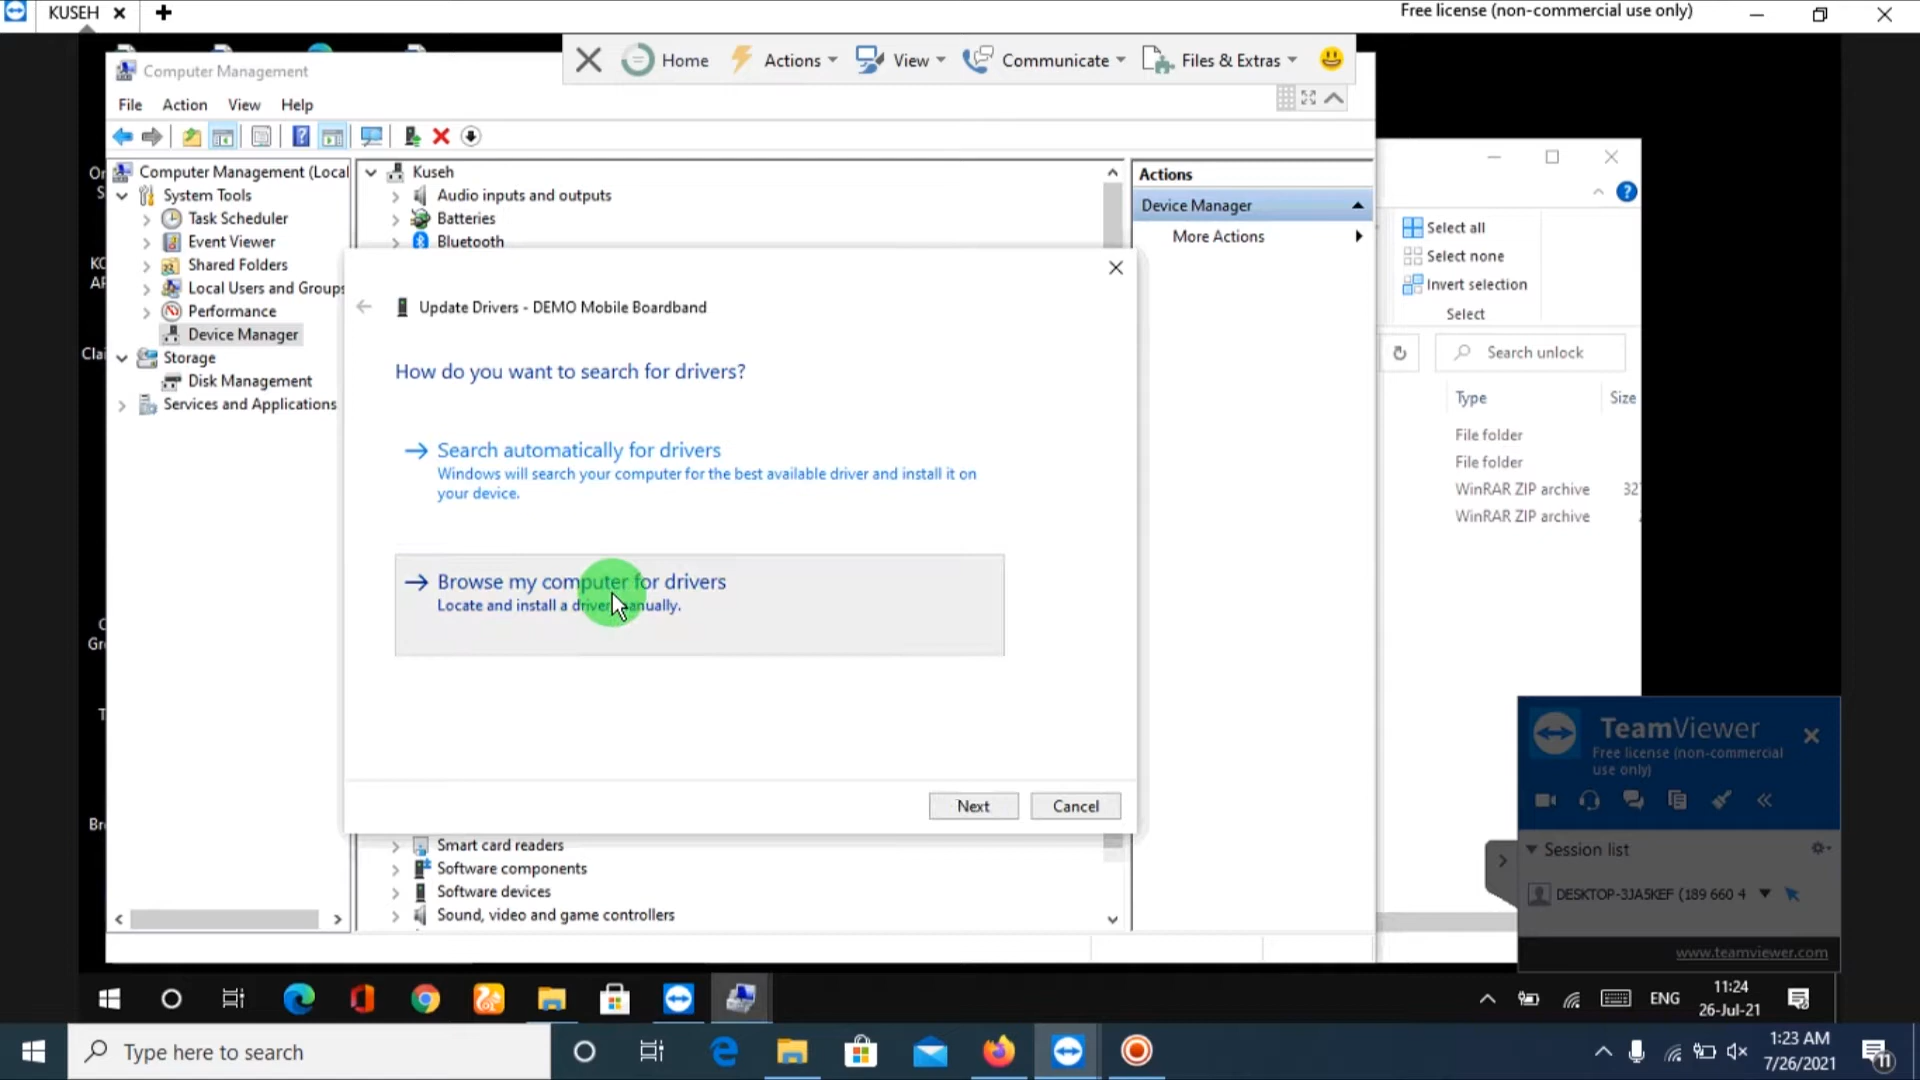 KUSEH
Free license (non-commercial use only)
Computer Management
Home
Actions
View
Communicate
Files & Extras
File
Action
View
Help
Computer Management (Local
System Tools
Task Scheduler
Event Viewer
Shared Folders
Local Users and Groups
Performance
Device Manager
Storage
Disk Management
Services and Applications
Kuseh
Audio inputs and outputs
Batteries
Bluetooth
Actions
Device Manager
More Actions
Update Drivers - DEMO Mobile Boardband
How do you want to search for drivers?
Search automatically for drivers
Windows will search your computer for the best available driver and install it on
your device.
Browse my computer for drivers
Locate and install a driver manually.
Next
Cancel
Smart card readers
Software components
Software devices
Sound, video and game controllers
Select all
Select none
Invert selection
Select
Search unlock
Type
Size
File folder
File folder
WinRAR ZIP archive
WinRAR ZIP archive
TeamViewer
Free license (non-commercial
use only)
Session list
DESKTOP-3JA5KEF (189 660 4
www.teamviewer.com
ENG
11:24
26-Jul-21
Type here to search
1:23 AM
7/26/2021
11